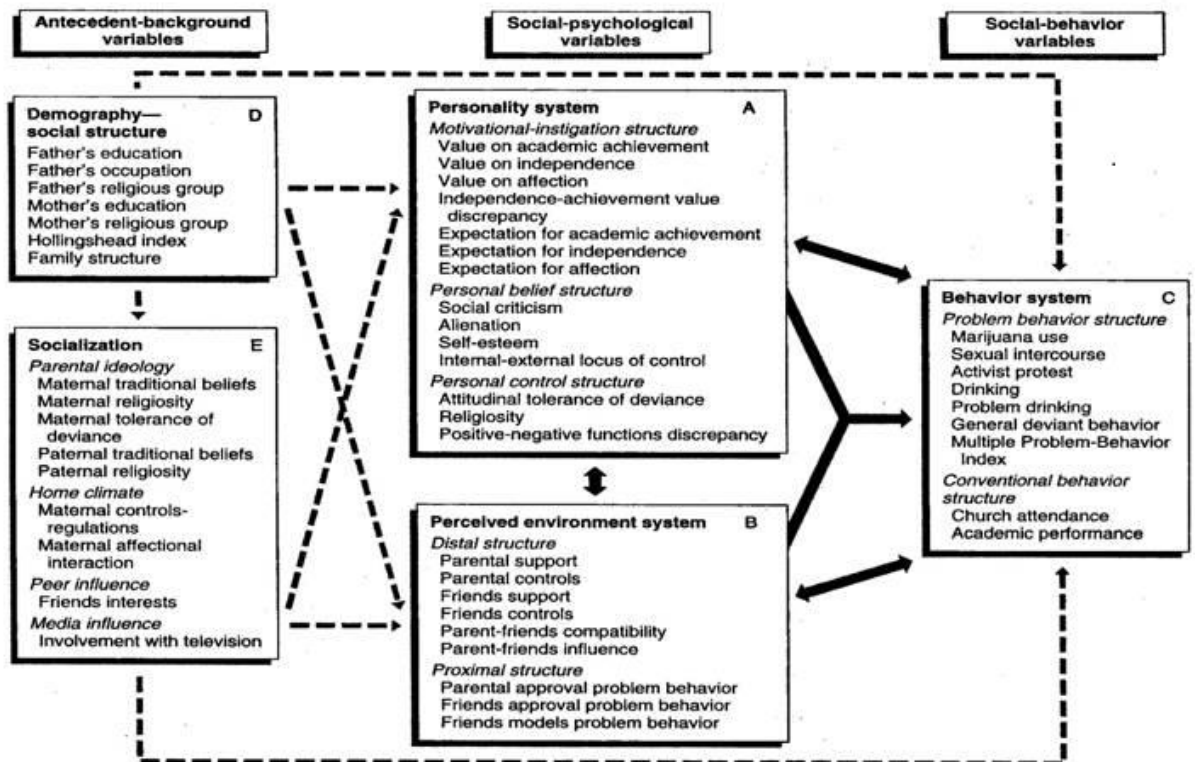 Antecedent-background
variables
Social-psychological
variables
Social-behavior
variables
Demography—
social structure
D
Father's education
Father's occupation
Father's religious group
Mother's education
Mother's religious group
Hollingshead index
Family structure
Socialization
E
Parental ideology
Maternal traditional beliefs
Maternal religiosity
Maternal tolerance of
deviance
Paternal traditional beliefs
Paternal religiosity
Home climate
Maternal controls-
regulations
Maternal affectional
interaction
Peer influence
Friends interests
Media influence
Involvement with television
Personality system
A
Motivational-instigation structure
Value on academic achievement
Value on independence
Value on affection
Independence-achievement value
discrepancy
Expectation for academic achievement
Expectation for independence
Expectation for affection
Personal belief structure
Social criticism
Alienation
Self-esteem
Internal-external locus of control
Personal control structure
Attitudinal tolerance of deviance
Religiosity
Positive-negative functions discrepancy
Perceived environment system
B
Distal structure
Parental support
Parental controls
Friends support
Friends controls
Parent-friends compatibility
Parent-friends influence
Proximal structure
Parental approval problem behavior
Friends approval problem behavior
Friends models problem behavior
Behavior system
C
Problem behavior structure
Marijuana use
Sexual intercourse
Activist protest
Drinking
Problem drinking
General deviant behavior
Multiple Problem-Behavior
Index
Conventional behavior
structure
Church attendance
Academic performance